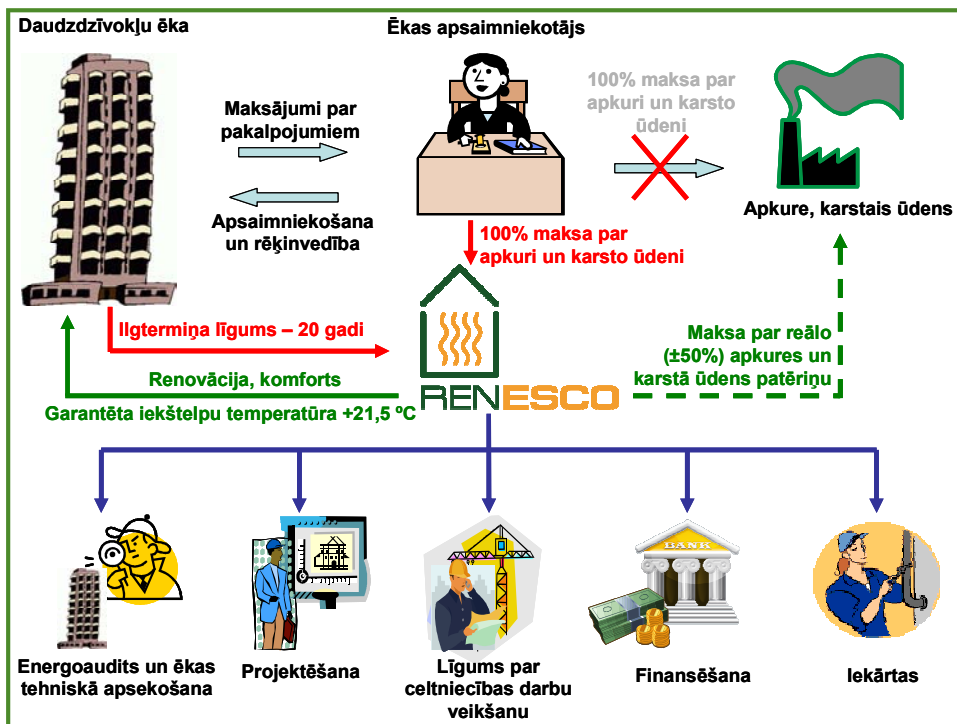 Daudzdzīvokļu ēka
Ēkas apsaimniekotājs
Maksājumi par
pakalpojumiem
100% maksa par
apkuri un karsto
ūdeni
Apsaimniekošana
un rēķinvedība
Apkure, karstais ūdens
100% maksa par
apkuri un karsto ūdeni
Ilgtermiņa līgums – 20 gadi
Renovācija, komforts
Garantēta iekštelpu temperatūra +21,5 ºC
RENESCO
Maksa par reālo
(±50%) apkures un
karstā ūdens patēriņu
BANK
Energoaudits un ēkas
tehniskā apsekošana
Projektēšana
Līgums par
celtniecības darbu
veikšanu
Finansēšana
Iekārtas